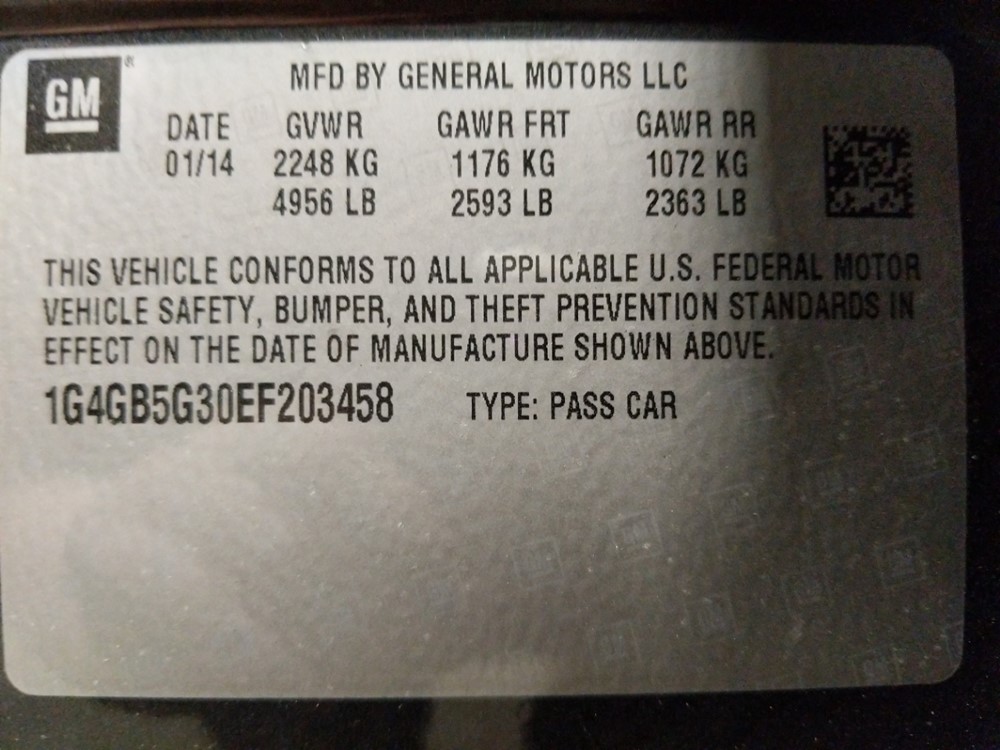 GM®
MFD BY GENERAL MOTORS LLC
DATE GVWR GAWR FRT GAWR RR
01/14 2248 KG 1176 KG 1072 KG
4956 LB 2593 LB 2363 LB
THIS VEHICLE CONFORMS TO ALL APPLICABLE U.S. FEDERAL MOTOR
VEHICLE SAFETY, BUMPER, AND THEFT PREVENTION STANDARDS IN
EFFECT ON THE DATE OF MANUFACTURE SHOWN ABOVE.
1G4GB5G30EF203458 TYPE: PASS CAR